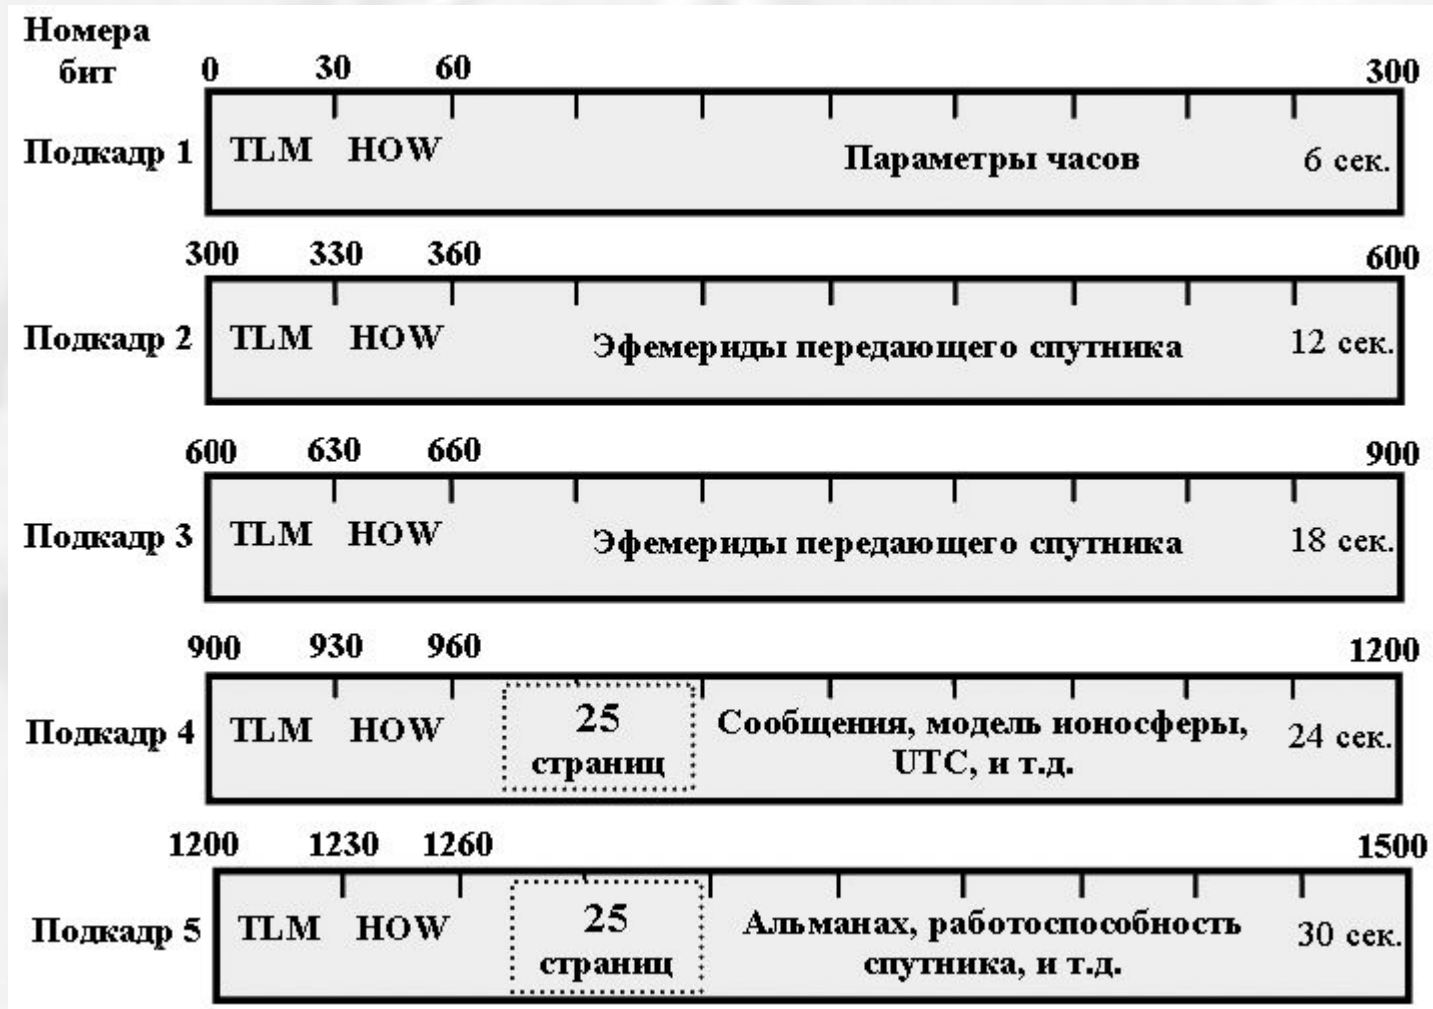 Номера
бит 0 30 60 300
Подкадр 1 TLM HOW Параметры часов 6 сек.
300 330 360 600
Подкадр 2 TLM HOW Эфемериды передающего спутника 12 сек.
600 630 660 900
Подкадр 3 TLM HOW Эфемериды передающего спутника 18 сек.
900 930 960 1200
Подкадр 4 TLM HOW 25 страниц Сообщения, модель ионосферы, 24 сек.
UTC, и т.д.
1200 1230 1260 1500
Подкадр 5 TLM HOW 25 страниц Альманах, работоспособность 30 сек.
спутника, и т.д.